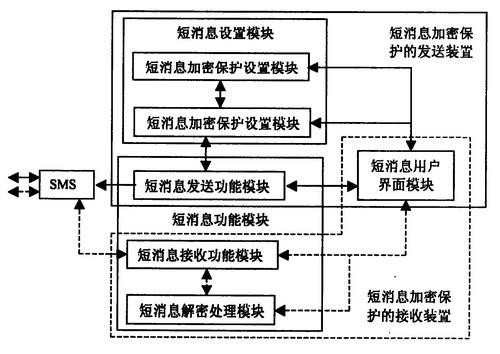 短消息设置模块
短消息加密保
护的发送装置
短消息加密保护设置模块
短消息加密保护设置模块
短消息用户
界面模块
SMS
短消息发送功能模块
短消息功能模块
短消息接收功能模块
短消息加密保
护的接收装置
短消息解密处理模块